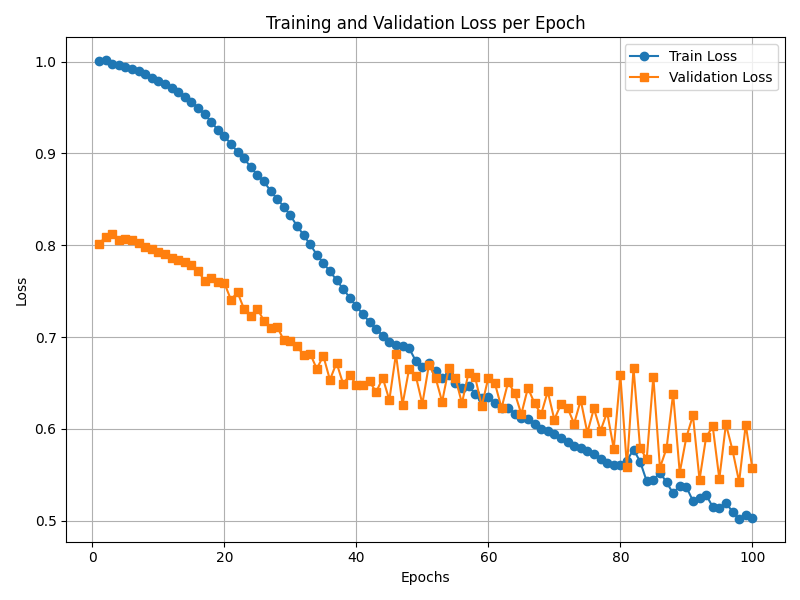 Training and Validation Loss per Epoch
Train Loss
Validation Loss
1.0
0.9
0.8
0.7
0.6
0.5
Loss
0 20 40 60 80 100
Epochs